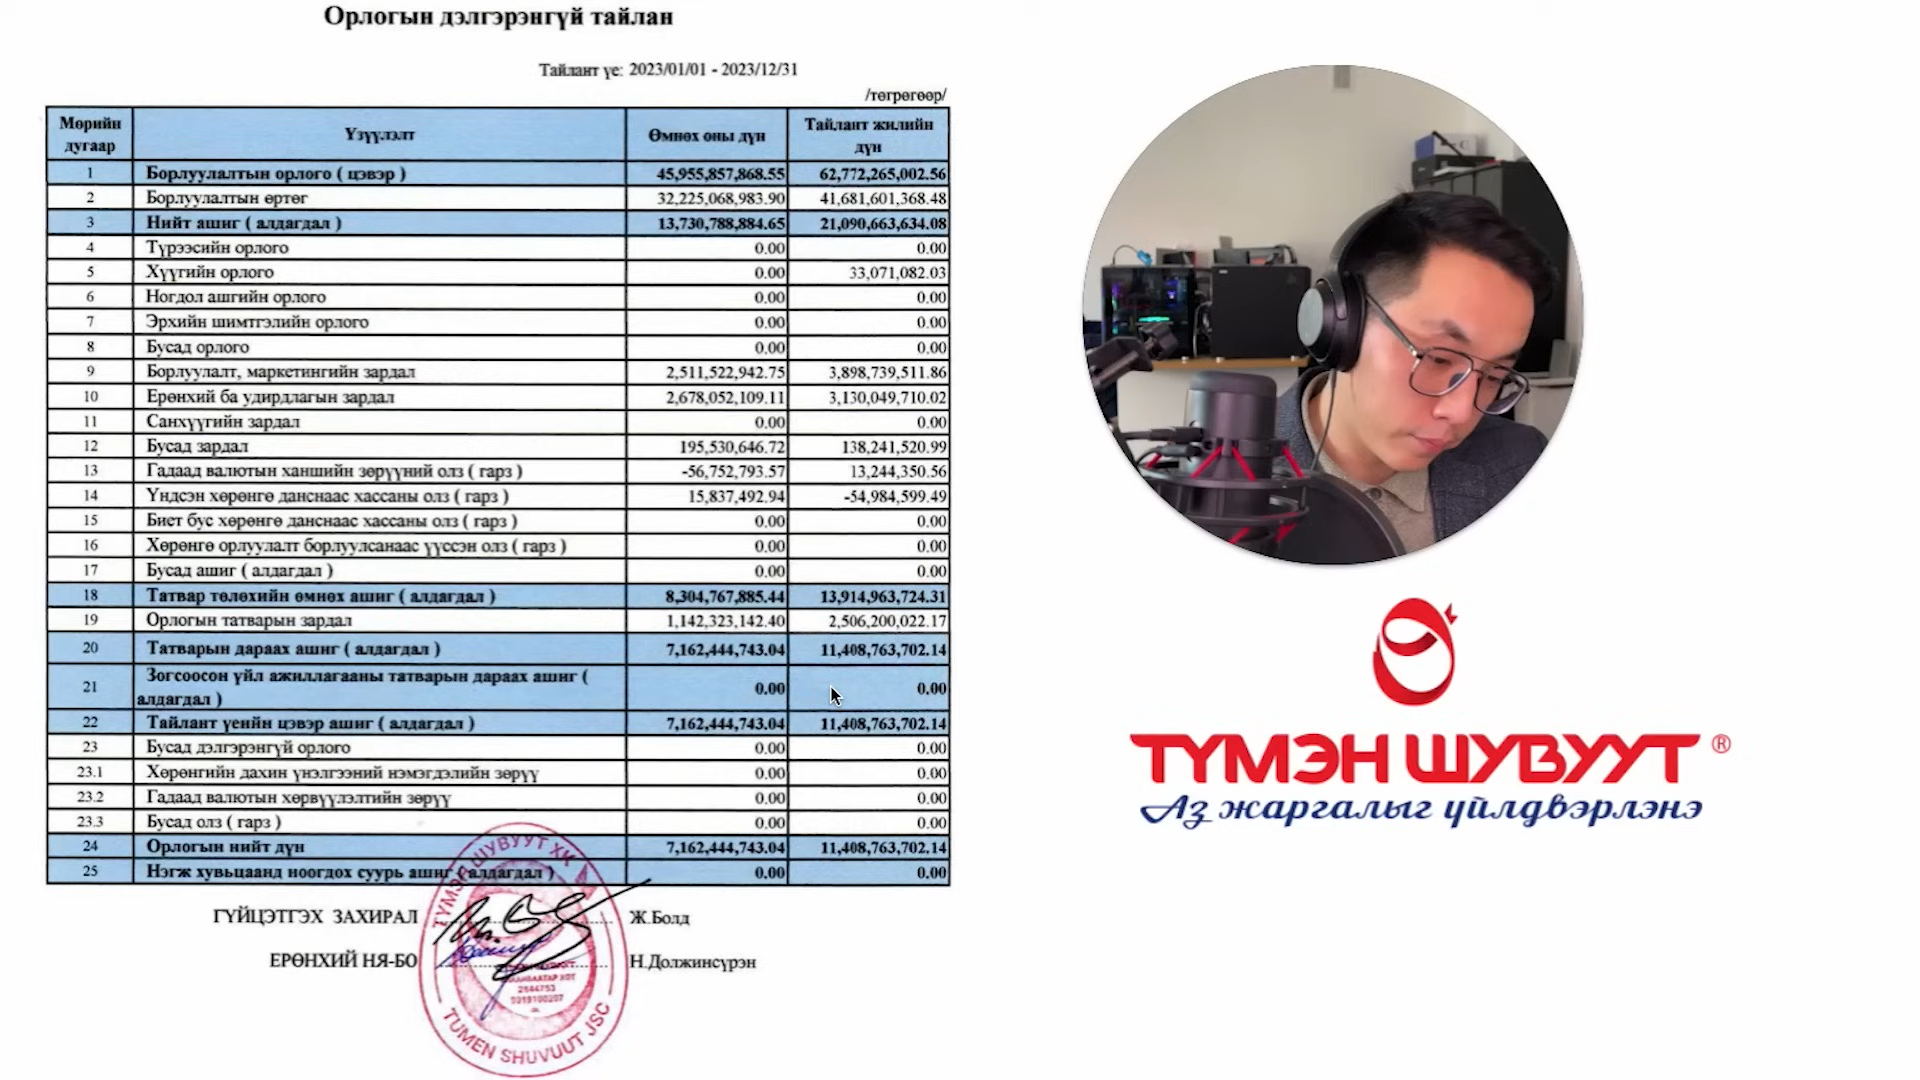 Орлогын дэлгэрэнгүй тайлан
Тайлант үе: 2023/01/01 - 2023/12/31
/төгрөгөөр/
Мөрийн дугаар Үзүүлэлт Өмнөх оны дүн Тайлант жилийн дүн
1 Борлуулалтын орлого ( цэвэр ) 45,955,857,868.55 62,772,265,002.56
2 Борлуулалтын өртөг 32,225,068,983.90 41,681,601,368.48
3 Нийт ашиг ( алдагдал ) 13,730,788,884.65 21,090,663,634.08
4 Түрээсийн орлого 0.00 0.00
5 Хүүгийн орлого 0.00 33,071,082.03
6 Ногдол ашгийн орлого 0.00 0.00
7 Эрхийн шимтгэлийн орлого 0.00 0.00
8 Бусад орлого 0.00 0.00
9 Борлуулалт, маркетингийн зардал 2,511,522,942.75 3,898,739,511.86
10 Ерөнхий ба удирдлагын зардал 2,678,052,109.11 3,130,049,710.02
11 Санхүүгийн зардал 0.00 0.00
12 Бусад зардал 195,530,646.72 138,241,520.99
13 Гадаад валютын ханшийн зөрүүний олз ( гарз ) -56,752,793.57 13,244,350.56
14 Үндсэн хөрөнгө данснаас хассаны олз ( гарз ) 15,837,492.94 -54,984,599.49
15 Биет бус хөрөнгө данснаас хассаны олз ( гарз ) 0.00 0.00
16 Хөрөнгө оруулалт борлуулсанаас үүссэн олз ( гарз ) 0.00 0.00
17 Бусад ашиг ( алдагдал ) 0.00 0.00
18 Татвар төлөхийн өмнөх ашиг ( алдагдал ) 8,304,767,885.44 13,914,963,724.31
19 Орлогын татварын зардал 1,142,323,142.40 2,506,200,022.17
20 Татварын дараах ашиг ( алдагдал ) 7,162,444,743.04 11,408,763,702.14
21 Зогсоосон үйл ажиллагааны татварын дараах ашиг ( алдагдал ) 0.00 0.00
22 Тайлант үеийн цэвэр ашиг ( алдагдал ) 7,162,444,743.04 11,408,763,702.14
23 Бусад дэлгэрэнгүй орлого 0.00 0.00
23.1 Хөрөнгийн дахин үнэлгээний нэмэгдэлийн зөрүү 0.00 0.00
23.2 Гадаад валютын хөрвүүлэлтийн зөрүү 0.00 0.00
23.3 Бусад олз ( гарз ) 0.00 0.00
24 Орлогын нийт дүн 7,162,444,743.04 11,408,763,702.14
25 Нэгж хувьцаанд ноогдох суурь ашиг ( алдагдал ) 0.00 0.00
ГҮЙЦЭТГЭХ ЗАХИРАЛ Ж.Болд
ЕРӨНХИЙ НЯ-БО Н.Должинсүрэн
ТҮМЭН ШУВУУТ ХК
TUMEN SHUVUUT JSC
ТҮМЭН ШУВУУТ ®
Аз жаргалыг үйлдвэрлэнэ